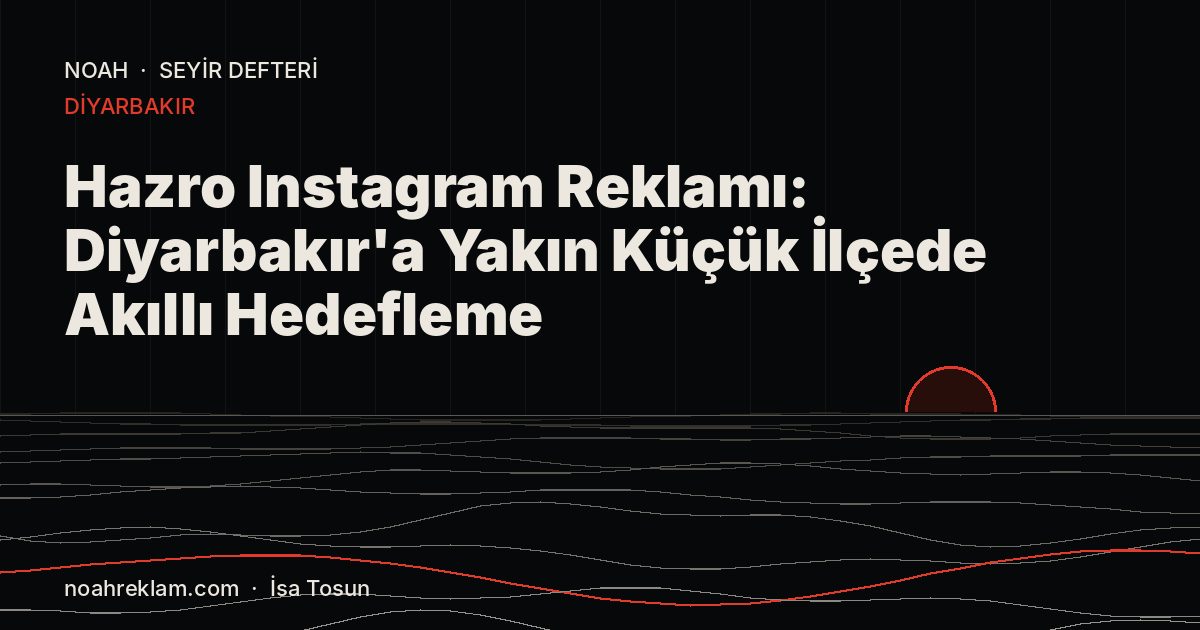 NOAH · SEYİR DEFTERİ
DİYARBAKIR
Hazro Instagram Reklamı:
Diyarbakır'a Yakın Küçük İlçede
Akıllı Hedefleme
noahreklam.com · İsa Tosun